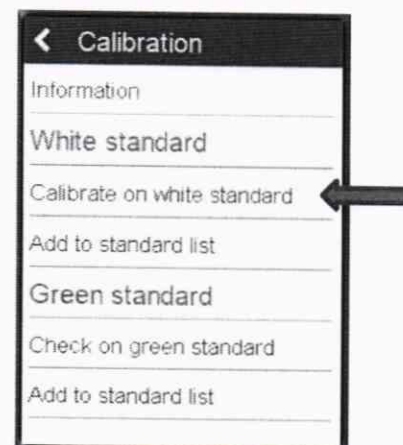 Calibration
Information
White standard
Calibrate on white standard
Add to standard list
Green standard
Check on green standard
Add to standard list